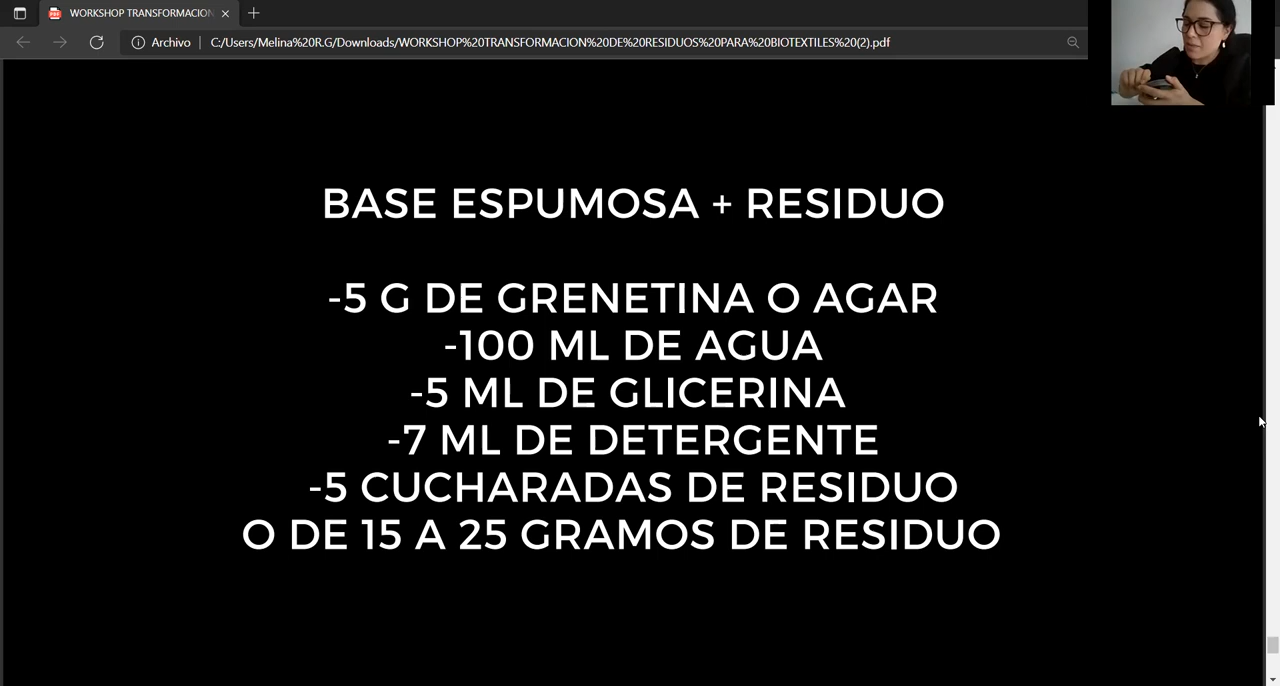 WORKSHOP TRANSFORMACION
Archivo
C:/Users/Melina%20R.G/Downloads/WORKSHOP%20TRANSFORMACION%20DE%20RESIDUOS%20PARA%20BIOTEXTILES%20(2).pdf
BASE ESPUMOSA + RESIDUO
-5 G DE GRENETINA O AGAR
-100 ML DE AGUA
-5 ML DE GLICERINA
-7 ML DE DETERGENTE
-5 CUCHARADAS DE RESIDUO
O DE 15 A 25 GRAMOS DE RESIDUO